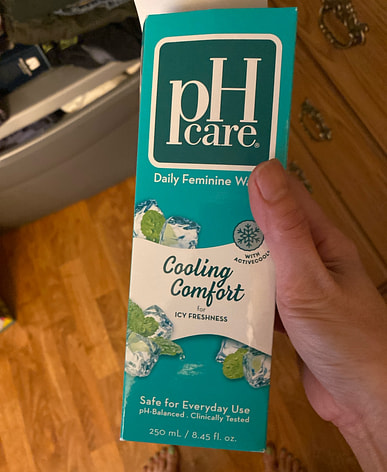 pH
care®
Daily Feminine
WITH
ACTIVECOOL
Cooling
Comfort
for
ICY FRESHNESS
Safe for Everyday Use
pH-Balanced . Clinically Tested
250 mL / 8.45 fl. oz.